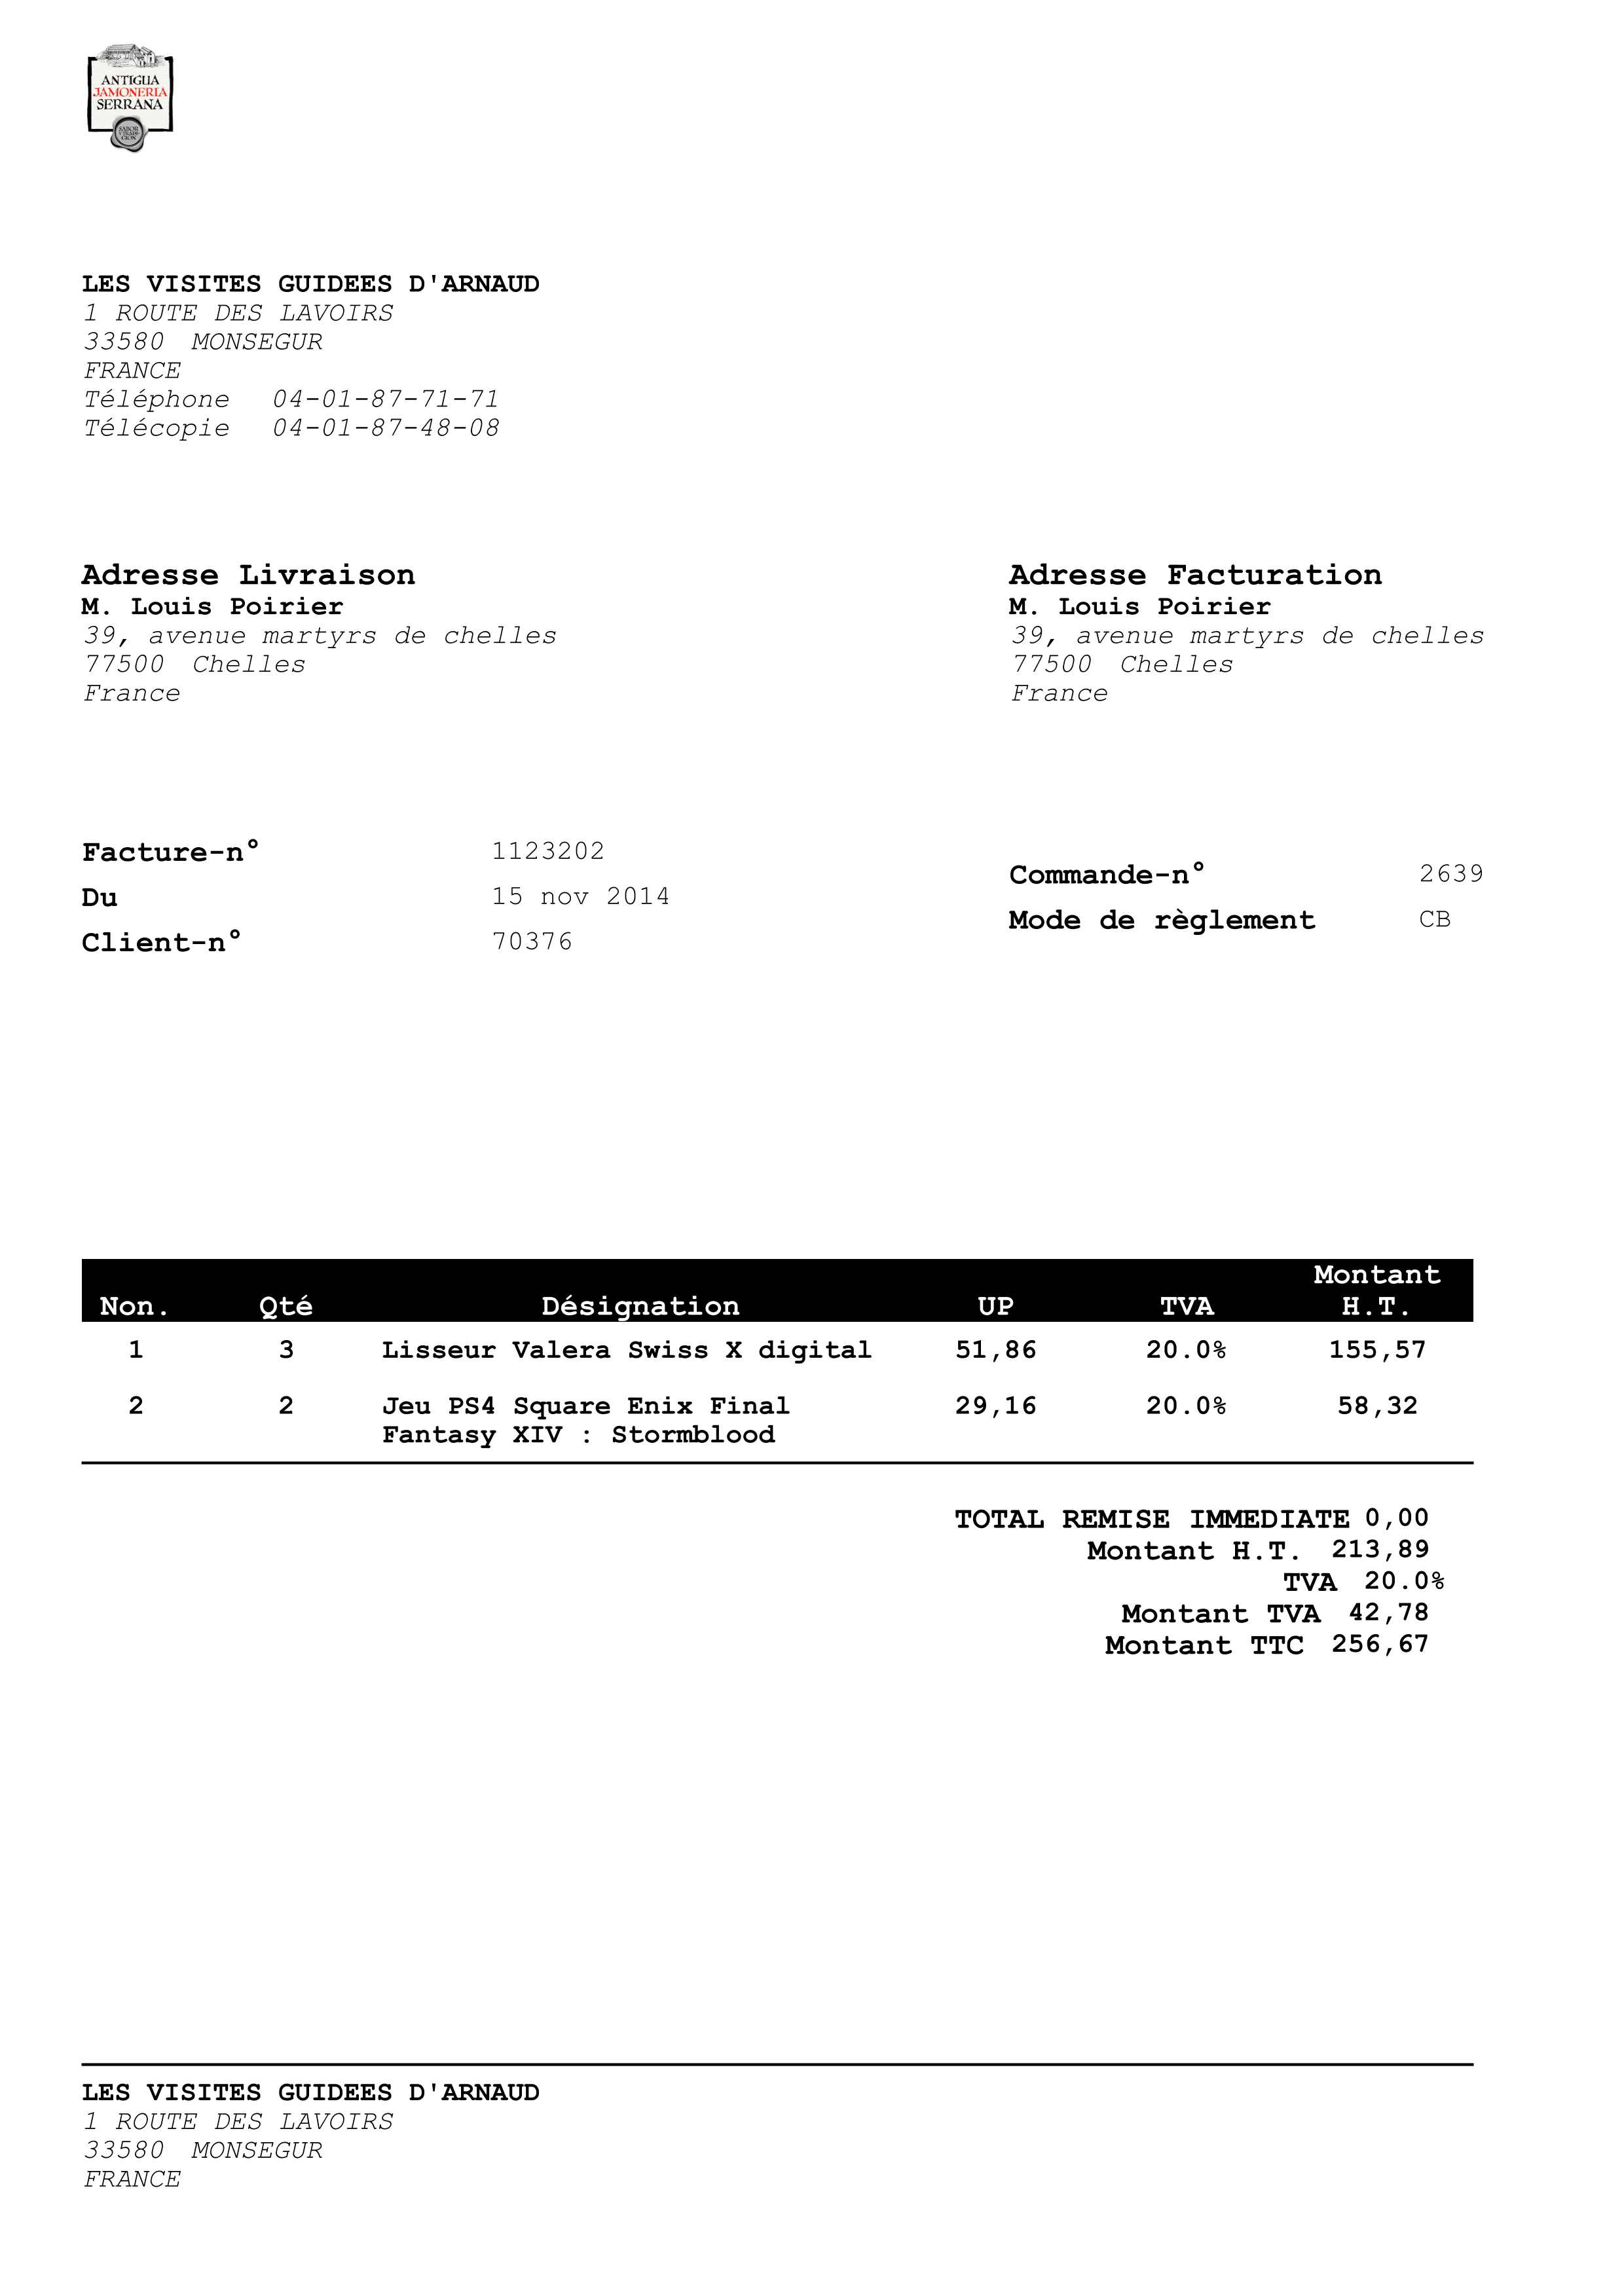 ANTIGUA
JAMONERIA
SERRANA
SABOR
Y TRADI-
CION
LES VISITES GUIDEES D'ARNAUD
1 ROUTE DES LAVOIRS
33580 MONSEGUR
FRANCE
Téléphone 04-01-87-71-71
Télécopie 04-01-87-48-08
Adresse Livraison
M. Louis Poirier
39, avenue martyrs de chelles
77500 Chelles
France
Adresse Facturation
M. Louis Poirier
39, avenue martyrs de chelles
77500 Chelles
France
Facture-n° 1123202
Du 15 nov 2014
Client-n° 70376
Commande-n° 2639
Mode de règlement CB
Non. Qté Désignation UP TVA Montant H.T.
1 3 Lisseur Valera Swiss X digital 51,86 20.0% 155,57
2 2 Jeu PS4 Square Enix Final 29,16 20.0% 58,32
Fantasy XIV : Stormblood
TOTAL REMISE IMMEDIATE 0,00
Montant H.T. 213,89
TVA 20.0%
Montant TVA 42,78
Montant TTC 256,67
LES VISITES GUIDEES D'ARNAUD
1 ROUTE DES LAVOIRS
33580 MONSEGUR
FRANCE